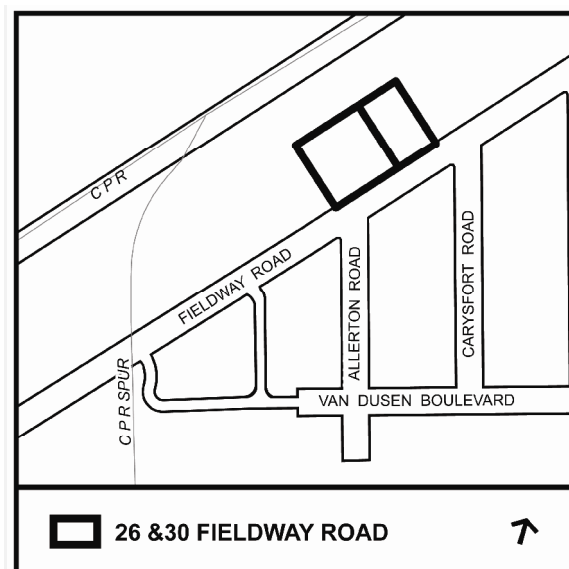 CPR
FIELDWAY ROAD
ALLERTON ROAD
CARYSFORT ROAD
CPR SPUR
VAN DUSEN BOULEVARD
26 &30 FIELDWAY ROAD